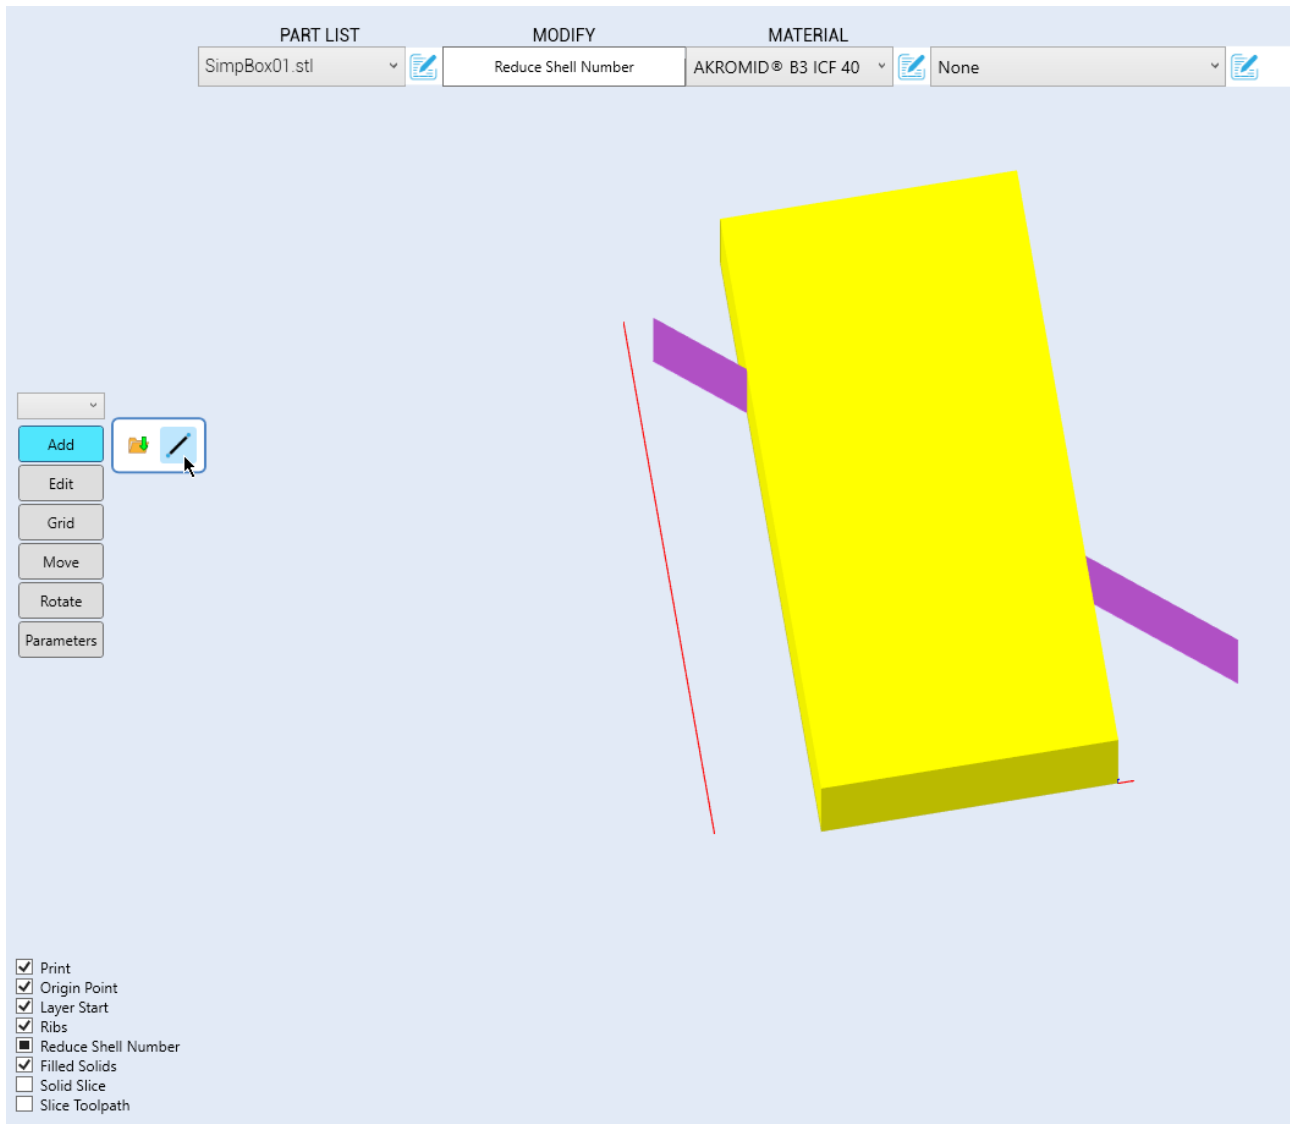 PART LIST MODIFY MATERIAL
SimpBox01.stl Reduce Shell Number AKROMID® B3 ICF 40 None
Add
Edit
Grid
Move
Rotate
Parameters
Print
Origin Point
Layer Start
Ribs
Reduce Shell Number
Filled Solids
Solid Slice
Slice Toolpath